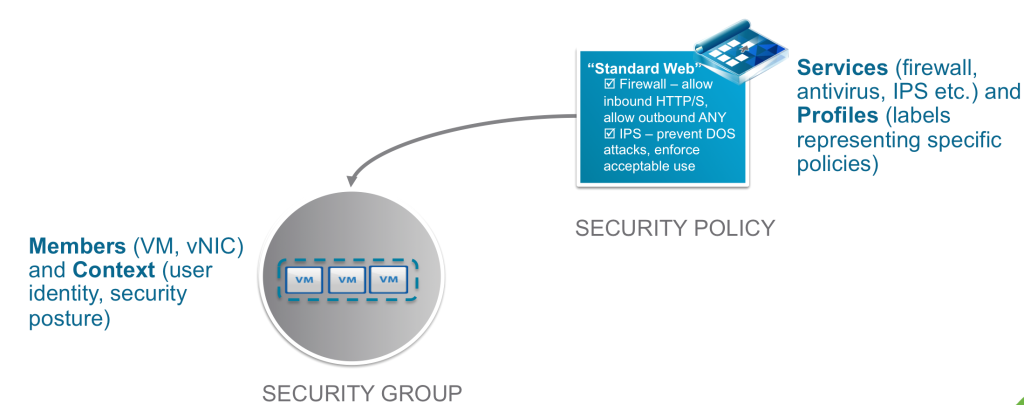 “Standard Web”
☑ Firewall – allow
inbound HTTP/S,
allow outbound ANY
☑ IPS – prevent DOS
attacks, enforce
acceptable use
Services (firewall,
antivirus, IPS etc.) and
Profiles (labels
representing specific
policies)
SECURITY POLICY
Members (VM, vNIC)
and Context (user
identity, security
posture)
VM VM VM
SECURITY GROUP